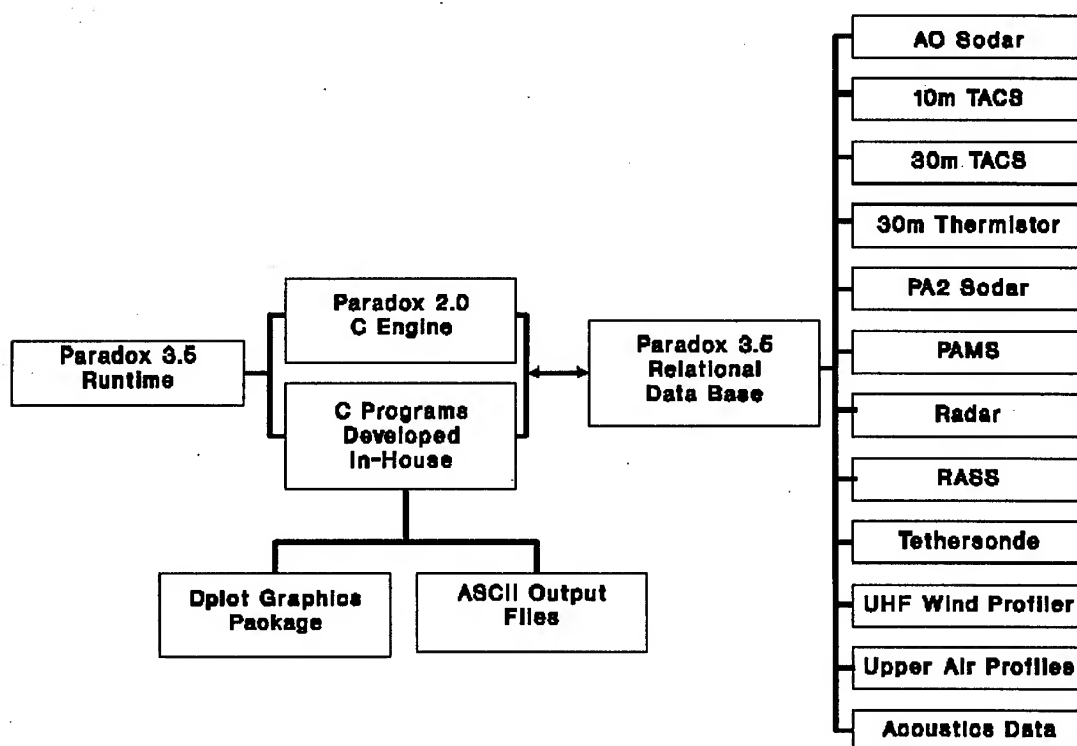 Paradox 3.5
Runtime
Paradox 2.0
C Engine
C Programs
Developed
In-House
Dplot Graphics
Package
ASCII Output
Files
Paradox 3.5
Relational
Data Base
AO Sodar
10m TACS
30m TACS
30m Thermistor
PA2 Sodar
PAMS
Radar
RASS
Tethersonde
UHF Wind Profiler
Upper Air Profiles
Acoustics Data